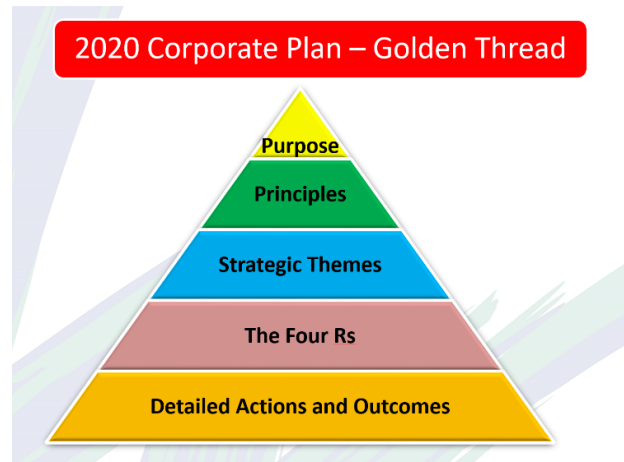 2020 Corporate Plan – Golden Thread
Purpose
Principles
Strategic Themes
The Four Rs
Detailed Actions and Outcomes